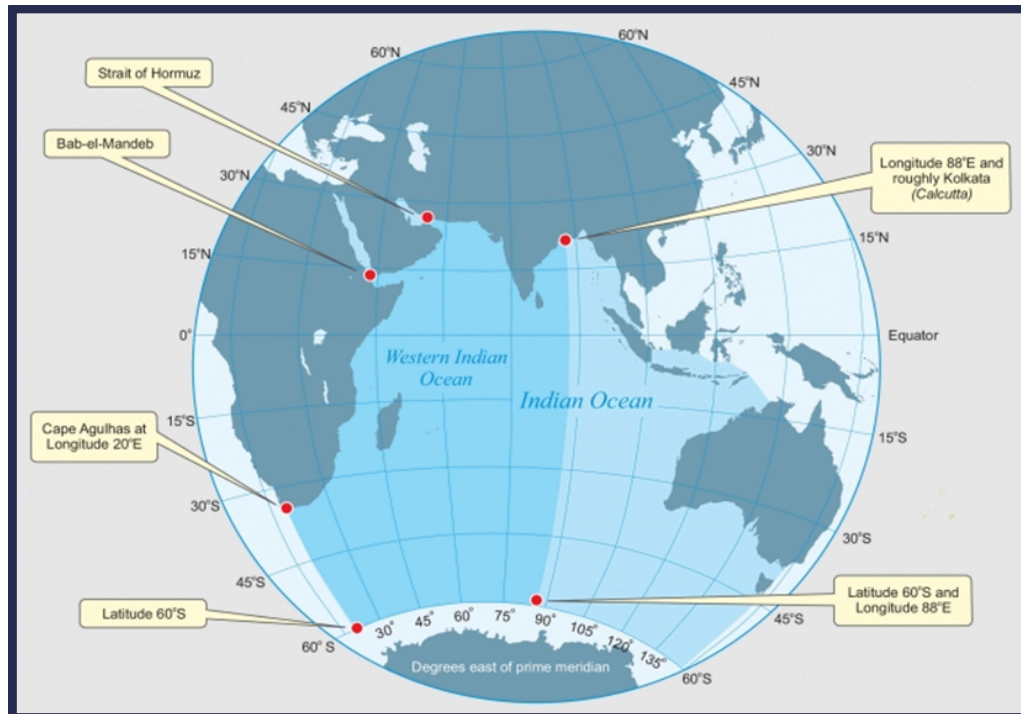 60°N
60°N
Strait of Hormuz
45°N
45°N
Bab-el-Mandeb
30°N
30°N
Longitude 88°E and
roughly Kolkata
(Calcutta)
15°N
15°N
0°
Equator
Western Indian
Ocean
Indian Ocean
15°S
15°S
Cape Agulhas at
Longitude 20°E
30°S
30°S
45°S
45°S
Latitude 60°S
Latitude 60°S and
Longitude 88°E
60° S
30° 45° 60° 75° 90° 105° 120° 135°
60°S
Degrees east of prime meridian